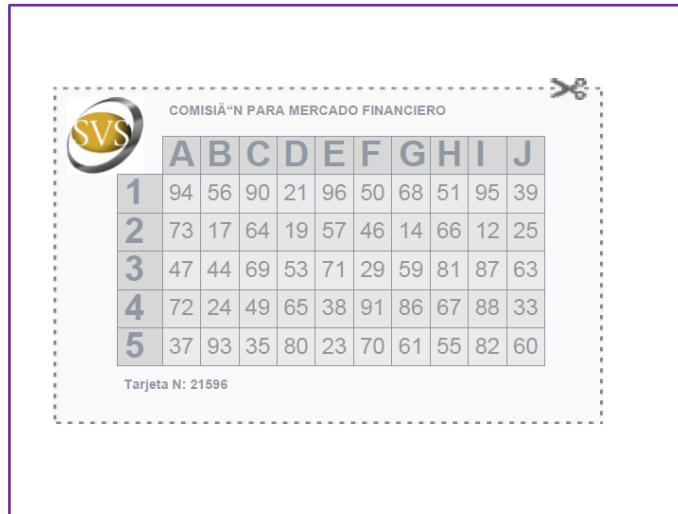 COMISIÃ“N PARA MERCADO FINANCIERO
SVS
A B C D E F G H I J
1 94 56 90 21 96 50 68 51 95 39
2 73 17 64 19 57 46 14 66 12 25
3 47 44 69 53 71 29 59 81 87 63
4 72 24 49 65 38 91 86 67 88 33
5 37 93 35 80 23 70 61 55 82 60
Tarjeta N: 21596